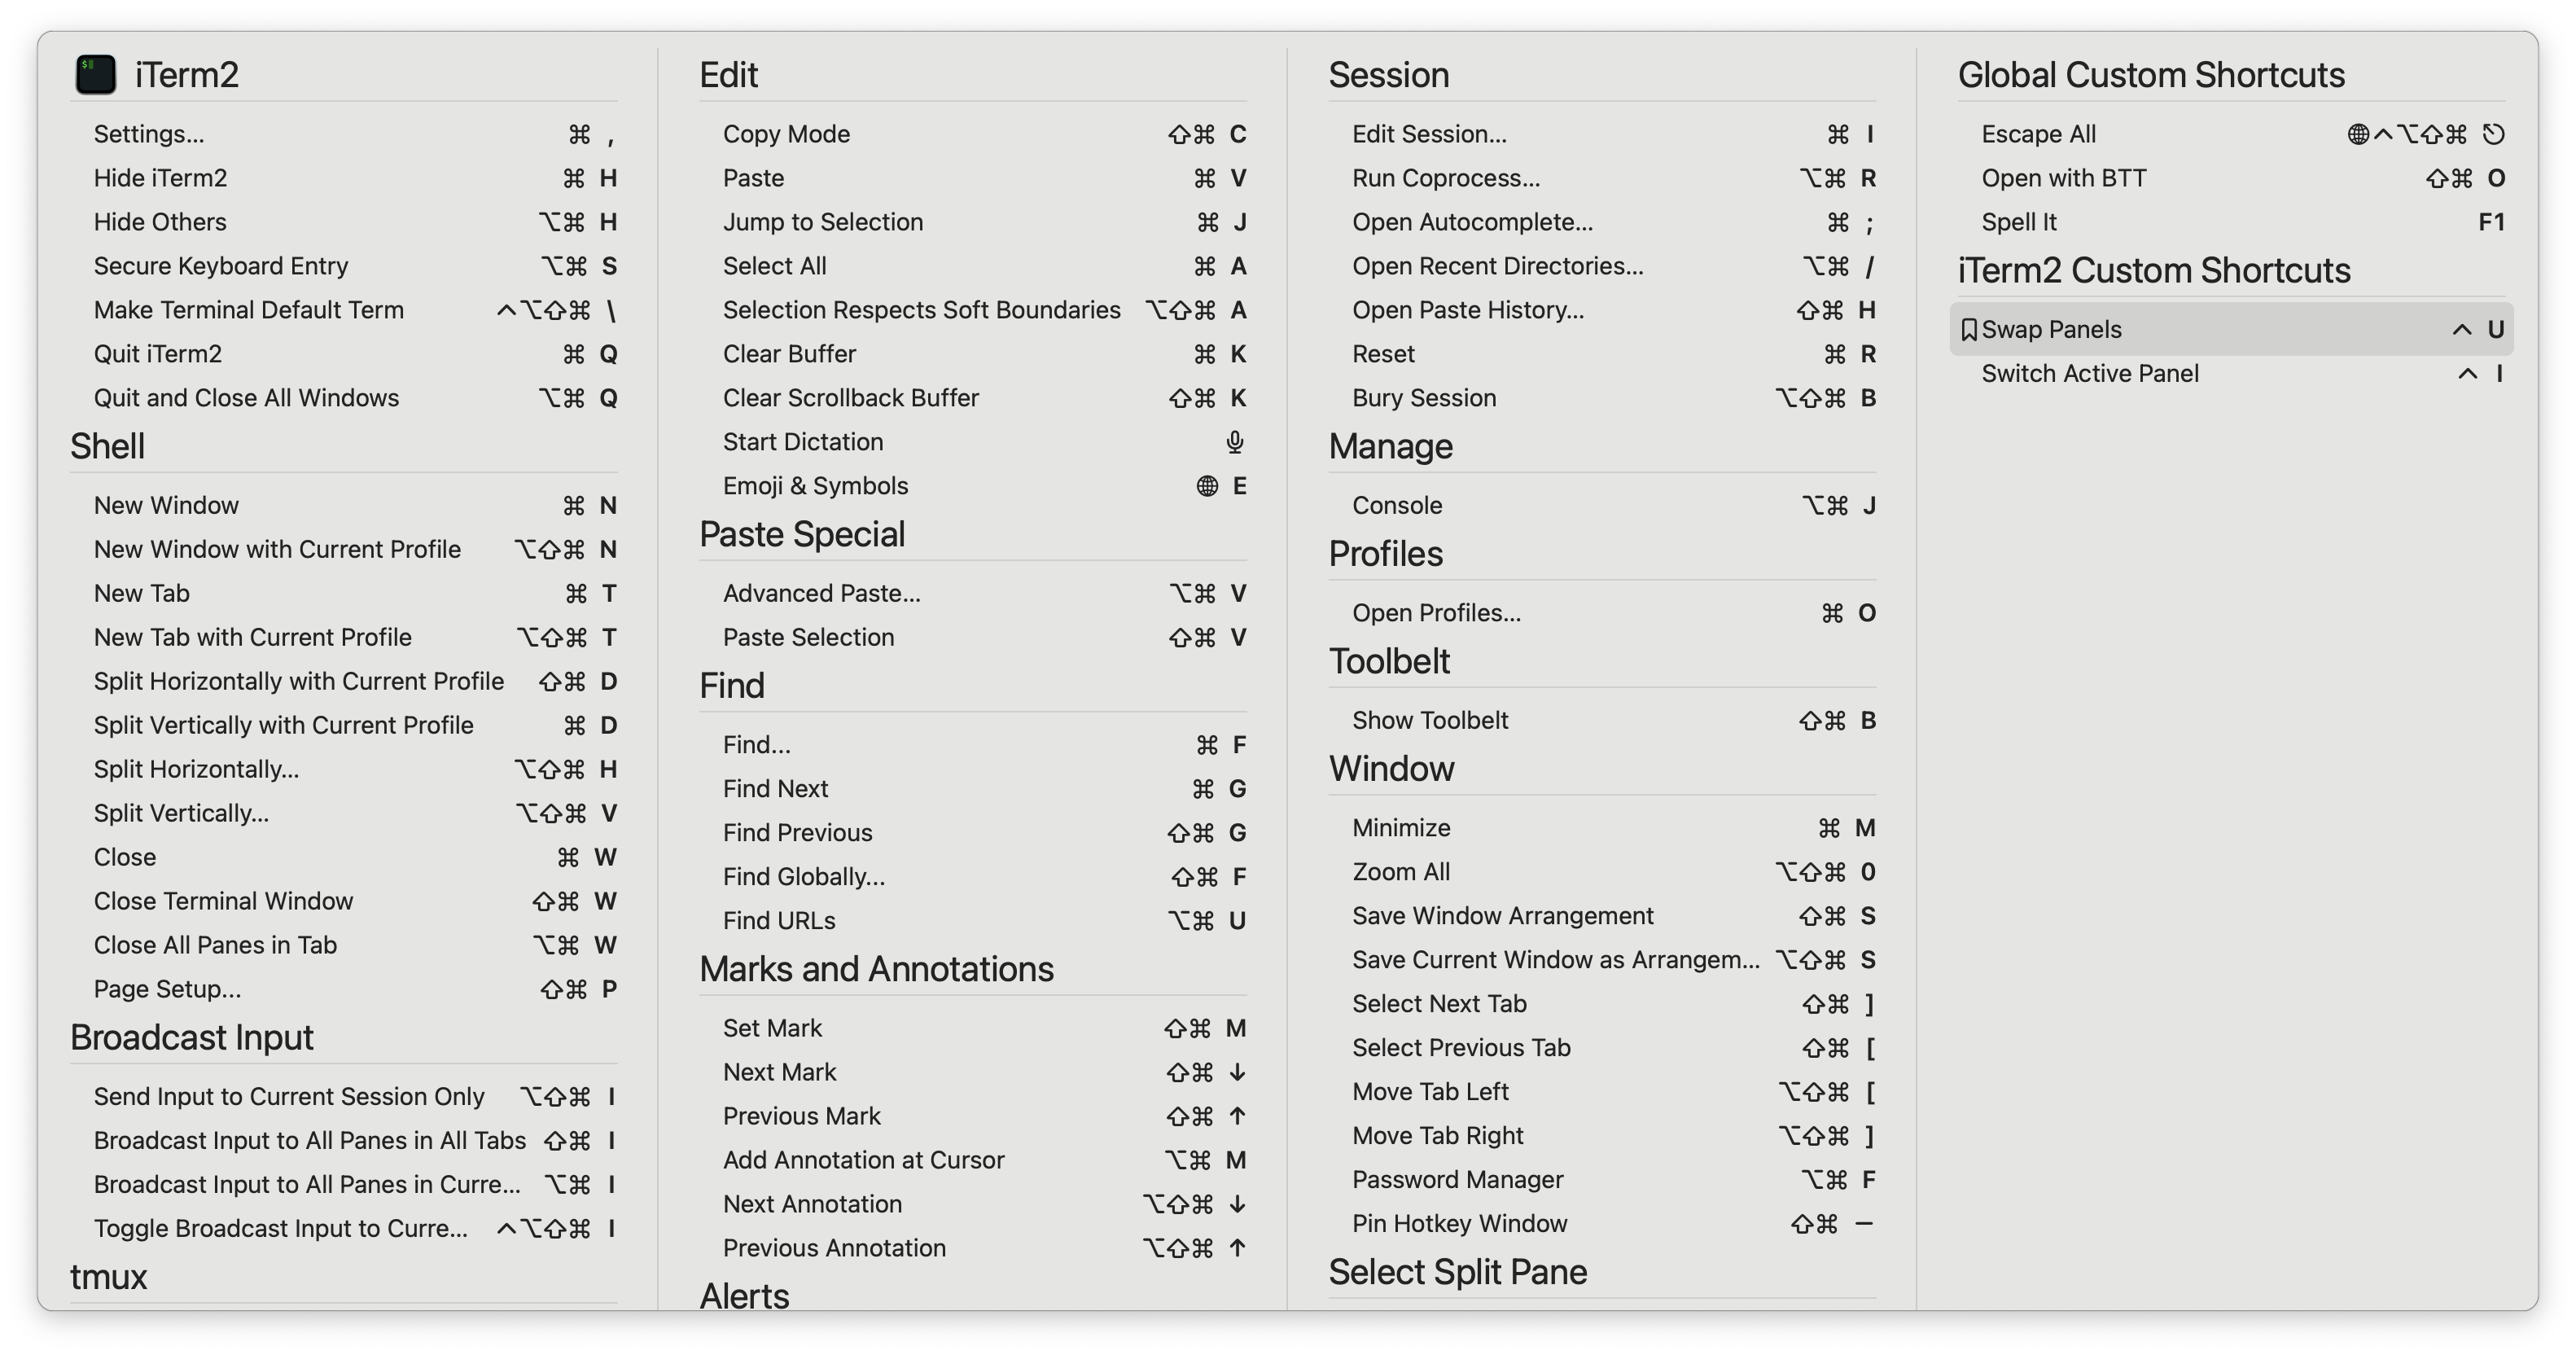 iTerm2
Settings... ⌘ ,
Hide iTerm2 ⌘ H
Hide Others ⌥⌘ H
Secure Keyboard Entry ⌥⌘ S
Make Terminal Default Term ^⌥⇧⌘ \
Quit iTerm2 ⌘ Q
Quit and Close All Windows ⌥⌘ Q
Shell
New Window ⌘ N
New Window with Current Profile ⌥⇧⌘ N
New Tab ⌘ T
New Tab with Current Profile ⌥⇧⌘ T
Split Horizontally with Current Profile ⇧⌘ D
Split Vertically with Current Profile ⌘ D
Split Horizontally... ⌥⇧⌘ H
Split Vertically... ⌥⇧⌘ V
Close ⌘ W
Close Terminal Window ⇧⌘ W
Close All Panes in Tab ⌥⌘ W
Page Setup... ⇧⌘ P
Broadcast Input
Send Input to Current Session Only ⌥⇧⌘ I
Broadcast Input to All Panes in All Tabs ⇧⌘ I
Broadcast Input to All Panes in Curre... ⌥⌘ I
Toggle Broadcast Input to Curre... ^⌥⇧⌘ I
tmux
Edit
Copy Mode ⇧⌘ C
Paste ⌘ V
Jump to Selection ⌘ J
Select All ⌘ A
Selection Respects Soft Boundaries ⌥⇧⌘ A
Clear Buffer ⌘ K
Clear Scrollback Buffer ⇧⌘ K
Start Dictation
Emoji & Symbols 🌐︎ E
Paste Special
Advanced Paste... ⌥⌘ V
Paste Selection ⇧⌘ V
Find
Find... ⌘ F
Find Next ⌘ G
Find Previous ⇧⌘ G
Find Globally... ⇧⌘ F
Find URLs ⌥⌘ U
Marks and Annotations
Set Mark ⇧⌘ M
Next Mark ⇧⌘ ↓
Previous Mark ⇧⌘ ↑
Add Annotation at Cursor ⌥⌘ M
Next Annotation ⌥⇧⌘ ↓
Previous Annotation ⌥⇧⌘ ↑
Alerts
Session
Edit Session... ⌘ I
Run Coprocess... ⌥⌘ R
Open Autocomplete... ⌘ ;
Open Recent Directories... ⌥⌘ /
Open Paste History... ⇧⌘ H
Reset ⌘ R
Bury Session ⌥⇧⌘ B
Manage
Console ⌥⌘ J
Profiles
Open Profiles... ⌘ O
Toolbelt
Show Toolbelt ⇧⌘ B
Window
Minimize ⌘ M
Zoom All ⌥⇧⌘ 0
Save Window Arrangement ⇧⌘ S
Save Current Window as Arrangem... ⌥⇧⌘ S
Select Next Tab ⇧⌘ ]
Select Previous Tab ⇧⌘ [
Move Tab Left ⌥⇧⌘ [
Move Tab Right ⌥⇧⌘ ]
Password Manager ⌥⌘ F
Pin Hotkey Window ⇧⌘ –
Select Split Pane
Global Custom Shortcuts
Escape All 🌐︎^⌥⇧⌘ ⎋
Open with BTT ⇧⌘ O
Spell It F1
iTerm2 Custom Shortcuts
Swap Panels ^ U
Switch Active Panel ^ I